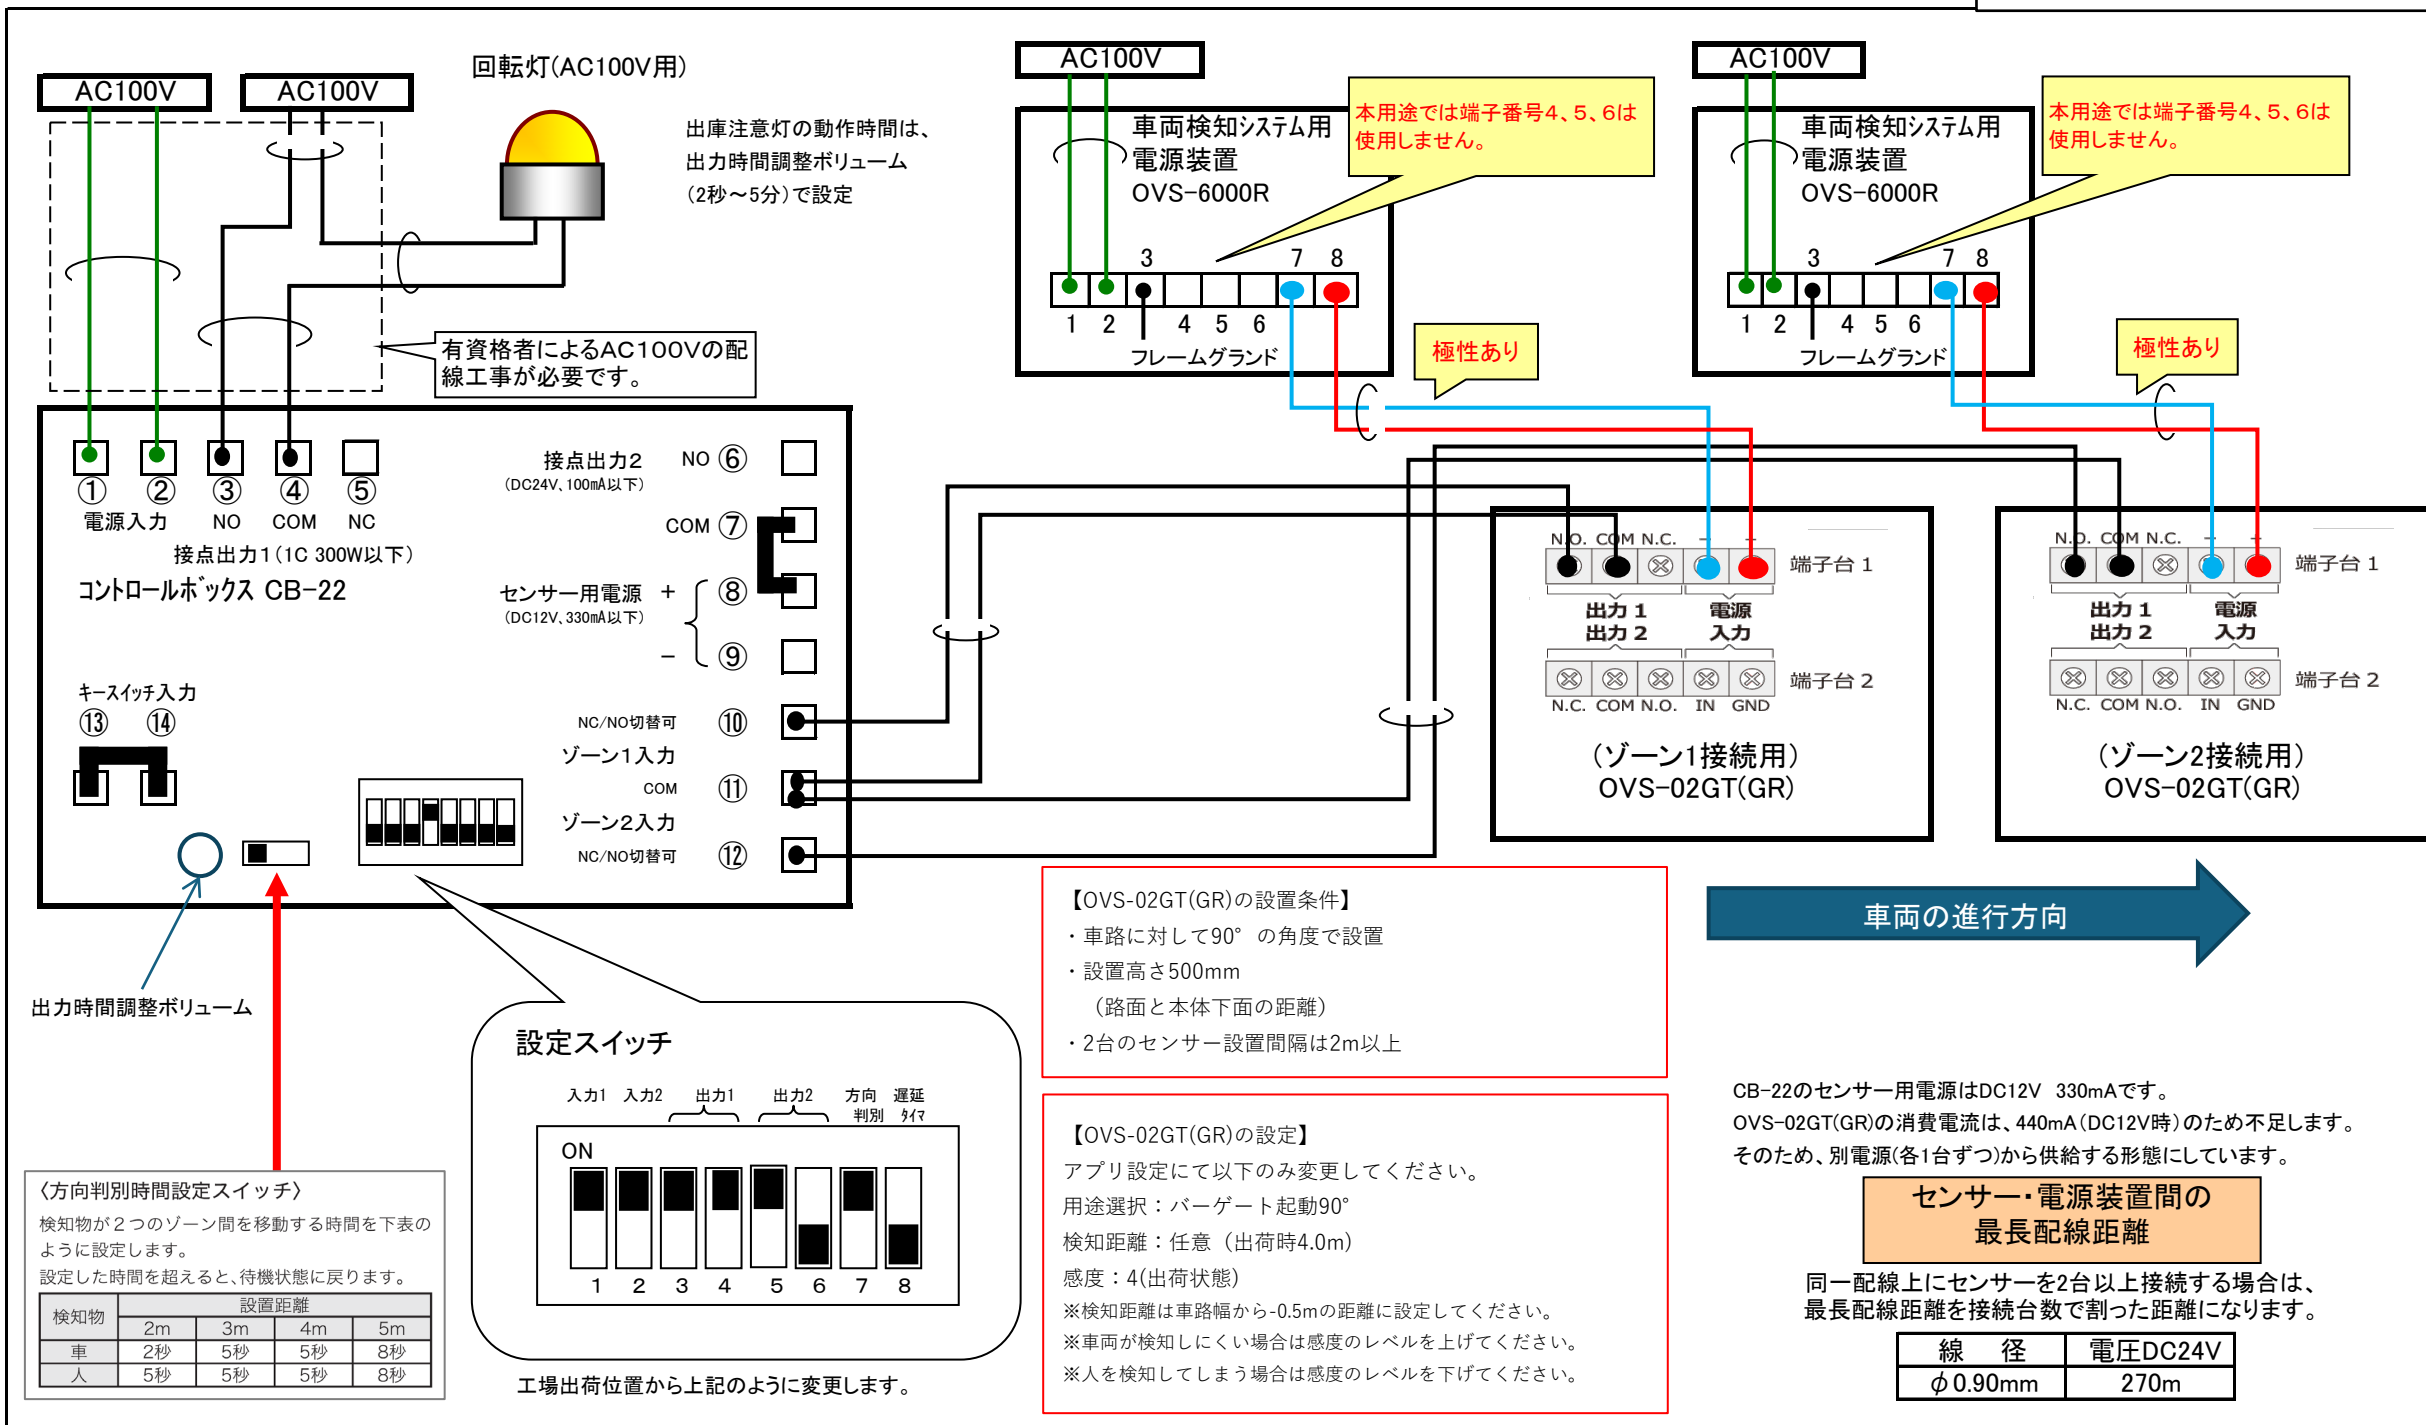 AC100V
AC100V
回転灯(AC100V用)
出庫注意灯の動作時間は、
出力時間調整ボリューム
(2秒～5分)で設定
有資格者によるAC100Vの配
線工事が必要です。
AC100V
車両検知システム用
電源装置
OVS-6000R
本用途では端子番号4、5、6は
使用しません。
3
7
8
1
2
4
5
6
フレームグランド
極性あり
AC100V
車両検知システム用
電源装置
OVS-6000R
本用途では端子番号4、5、6は
使用しません。
3
7
8
1
2
4
5
6
フレームグランド
極性あり
① ② ③ ④ ⑤
電源入力 NO COM NC
接点出力1(1C 300W以下)
コントロールボックス CB-22
接点出力2 NO ⑥
(DC24V、100mA以下)
COM ⑦
センサー用電源 + ⑧
(DC12V、330mA以下)
- ⑨
キースイッチ入力
⑬ ⑭
NC/NO切替可 ⑩
ゾーン1入力
COM ⑪
ゾーン2入力
NC/NO切替可 ⑫
N.O. COM N.C. - +
端子台 1
出力 1 電源
出力 2 入力
端子台 2
N.C. COM N.O. IN GND
(ゾーン1接続用)
OVS-02GT(GR)
N.O. COM N.C. - +
端子台 1
出力 1 電源
出力 2 入力
端子台 2
N.C. COM N.O. IN GND
(ゾーン2接続用)
OVS-02GT(GR)
車両の進行方向
出力時間調整ボリューム
〈方向判別時間設定スイッチ〉
検知物が２つのゾーン間を移動する時間を下表の
ように設定します。
設定した時間を超えると、待機状態に戻ります。
検知物 設置距離
2m 3m 4m 5m
車 2秒 5秒 5秒 8秒
人 5秒 5秒 5秒 8秒
設定スイッチ
入力1 入力2 出力1 出力2 方向 遅延
判別 タイマ
ON
1 2 3 4 5 6 7 8
工場出荷位置から上記のように変更します。
【OVS-02GT(GR)の設置条件】
・車路に対して90°の角度で設置
・設置高さ500mm
（路面と本体下面の距離）
・2台のセンサー設置間隔は2m以上
【OVS-02GT(GR)の設定】
アプリ設定にて以下のみ変更してください。
用途選択：バーゲート起動90°
検知距離：任意（出荷時4.0m）
感度：4(出荷状態)
※検知距離は車路幅から-0.5mの距離に設定してください。
※車両が検知しにくい場合は感度のレベルを上げてください。
※人を検知してしまう場合は感度のレベルを下げてください。
CB-22のセンサー用電源はDC12V 330mAです。
OVS-02GT(GR)の消費電流は、440mA(DC12V時)のため不足します。
そのため、別電源(各1台ずつ)から供給する形態にしています。
センサー・電源装置間の
最長配線距離
同一配線上にセンサーを2台以上接続する場合は、
最長配線距離を接続台数で割った距離になります。
線 径 電圧DC24V
φ0.90mm 270m